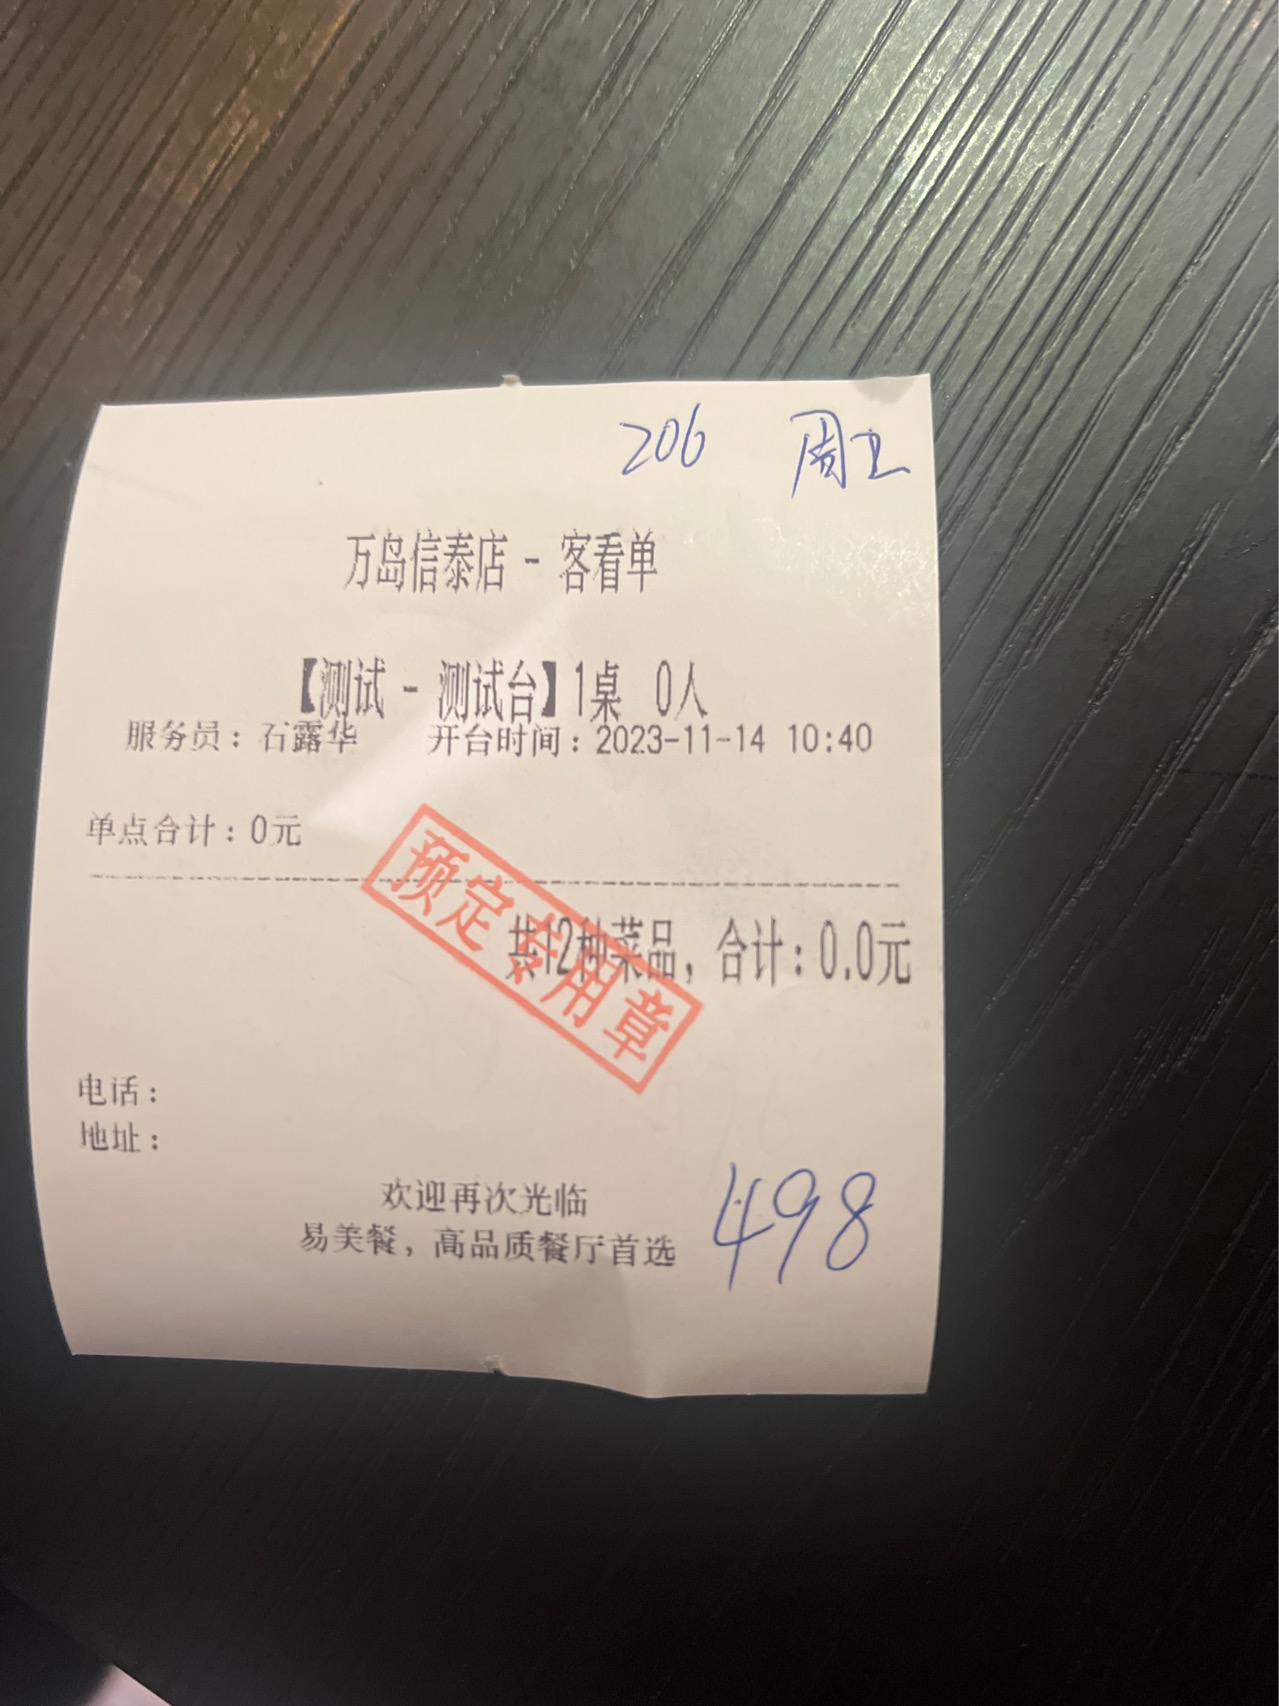 206 周卫
万岛信泰店 - 客看单
【测试 - 测试台】1桌 0人
服务员：石露华 开台时间：2023-11-14 10:40
单点合计：0元
预定专用章
共12种菜品，合计：0.0元
电话：
地址：
欢迎再次光临
易美餐，高品质餐厅首选
498